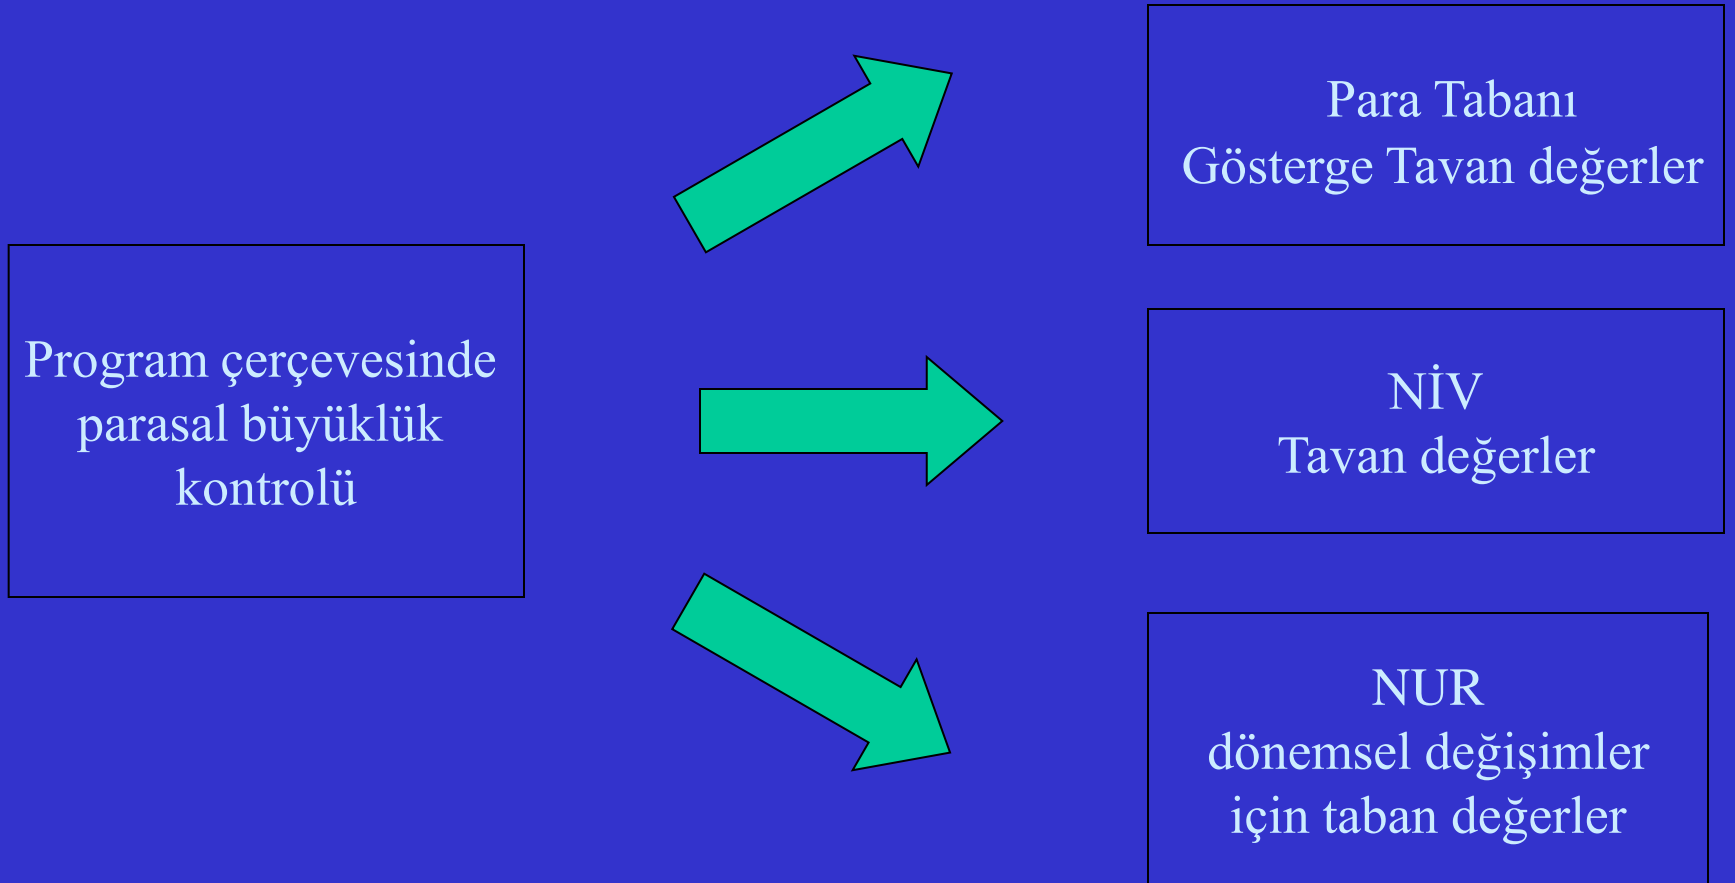 Program çerçevesinde
parasal büyüklük
kontrolü
Para Tabanı
Gösterge Tavan değerler
NİV
Tavan değerler
NUR
dönemsel değişimler
için taban değerler